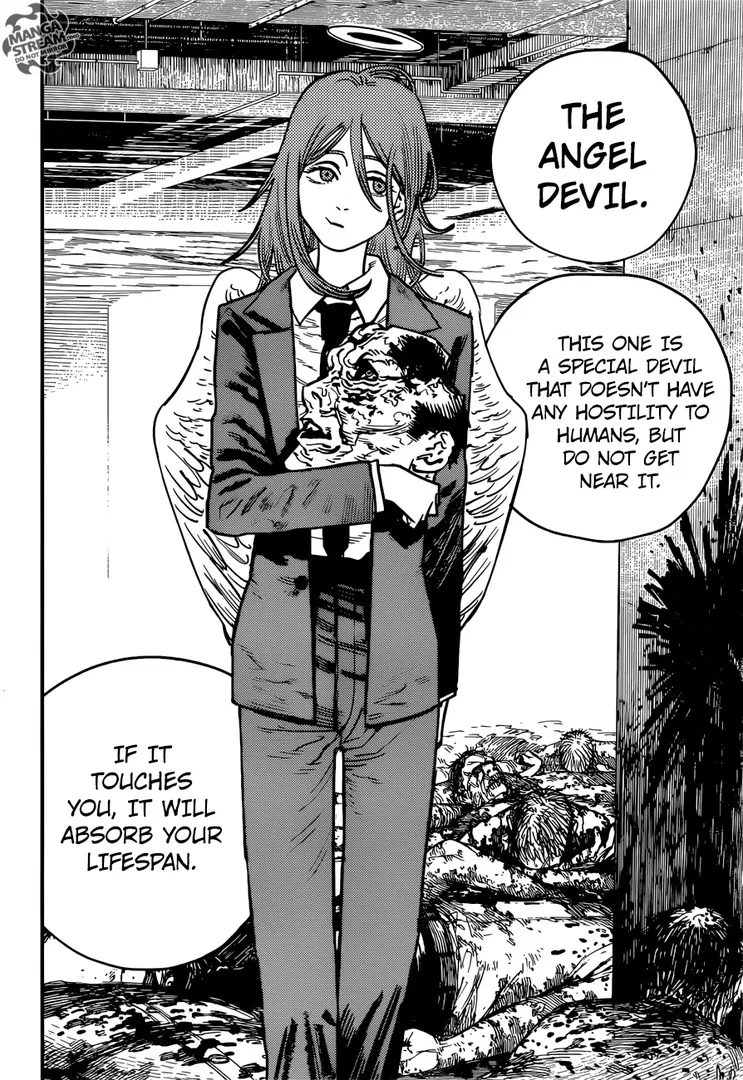 MANGA
STREAM
DO NOT MIRROR
THE
ANGEL
DEVIL.
THIS ONE IS
A SPECIAL DEVIL
THAT DOESN'T HAVE
ANY HOSTILITY TO
HUMANS, BUT
DO NOT GET
NEAR IT.
IF IT
TOUCHES
YOU, IT WILL
ABSORB YOUR
LIFESPAN.